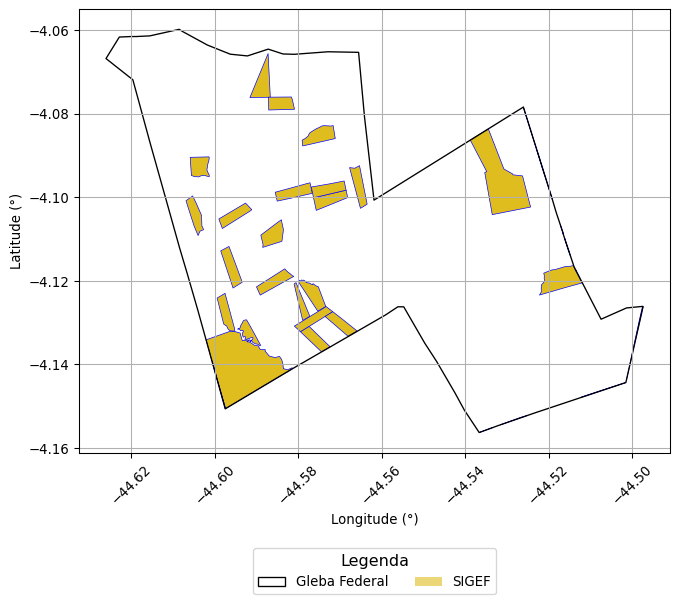 −4.06
−4.08
−4.10
−4.12
−4.14
−4.16
Latitude (°)
−44.62
−44.60
−44.58
−44.56
−44.54
−44.52
−44.50
Longitude (°)
Legenda
Gleba Federal
SIGEF